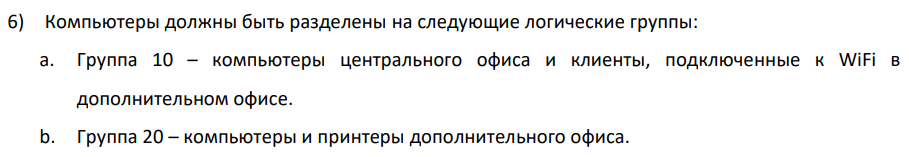 6) Компьютеры должны быть разделены на следующие логические группы:
a. Группа 10 – компьютеры центрального офиса и клиенты, подключенные к WiFi в
дополнительном офисе.
b. Группа 20 – компьютеры и принтеры дополнительного офиса.